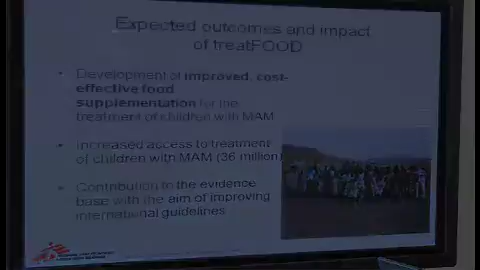 Expected outcomes and impact
of treatFOOD
• Development of improved, cost-
effective food
supplementation for the
treatment of children with MAM
• Increased access to treatment
of children with MAM (36 million)
• Contribution to the evidence
base with the aim of improving
international guidelines